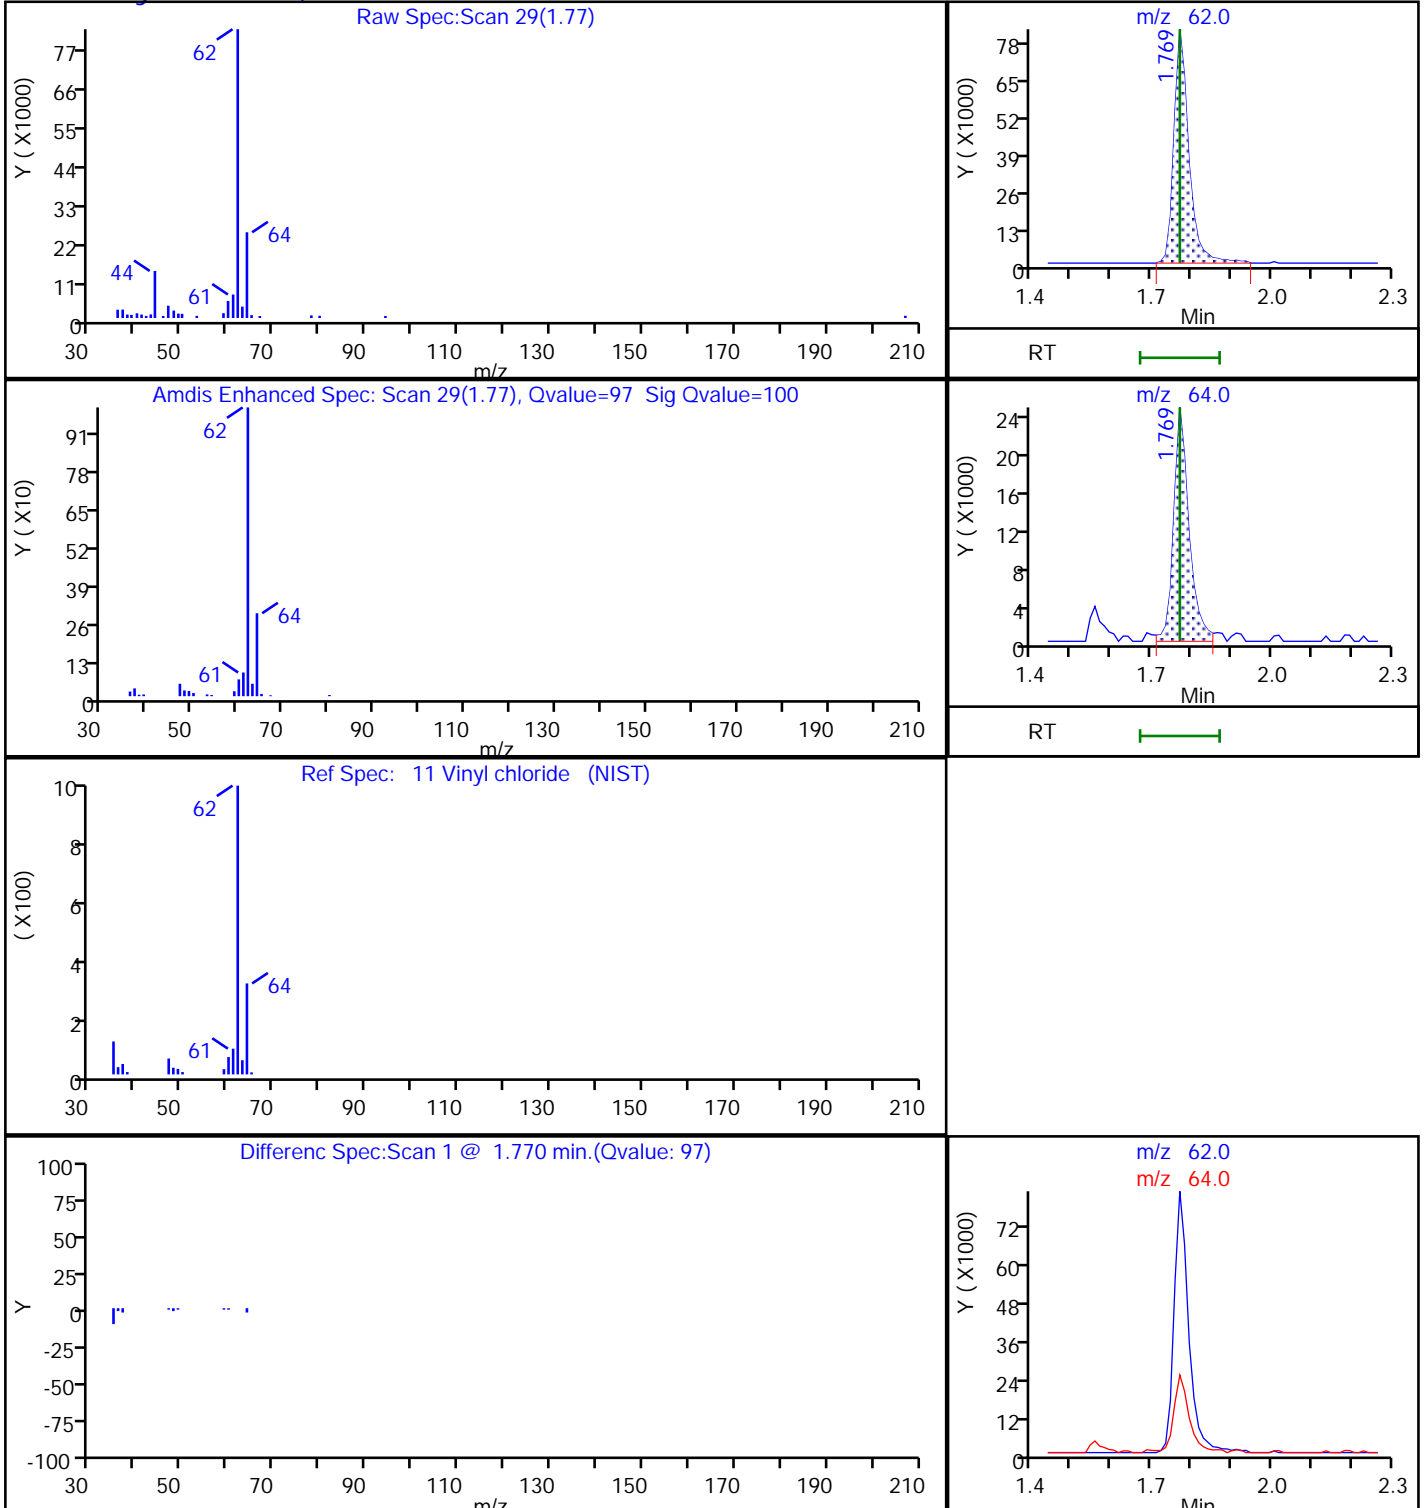 Raw Spec:Scan 29(1.77)
Y ( X1000)
77
66
55
44
33
22
11
0
62
64
44
61
30 50 70 90 110 130 150 170 190 210
m/z
m/z 62.0
Y ( X1000)
78
65
52
39
26
13
0
1.769
1.4 1.7 2.0 2.3
Min
RT
Amdis Enhanced Spec: Scan 29(1.77), Qvalue=97 Sig Qvalue=100
Y ( X10)
91
78
65
52
39
26
13
0
62
64
61
30 50 70 90 110 130 150 170 190 210
m/z
m/z 64.0
Y ( X1000)
24
20
16
12
8
4
0
1.769
1.4 1.7 2.0 2.3
Min
RT
Ref Spec: 11 Vinyl chloride (NIST)
( X100)
10
8
6
4
2
0
62
64
61
30 50 70 90 110 130 150 170 190 210
Differenc Spec:Scan 1 @ 1.770 min.(Qvalue: 97)
Y
100
75
50
25
0
-25
-50
-75
-100
30 50 70 90 110 130 150 170 190 210
m/z
m/z 62.0
m/z 64.0
Y ( X1000)
72
60
48
36
24
12
0
1.4 1.7 2.0 2.3
Min